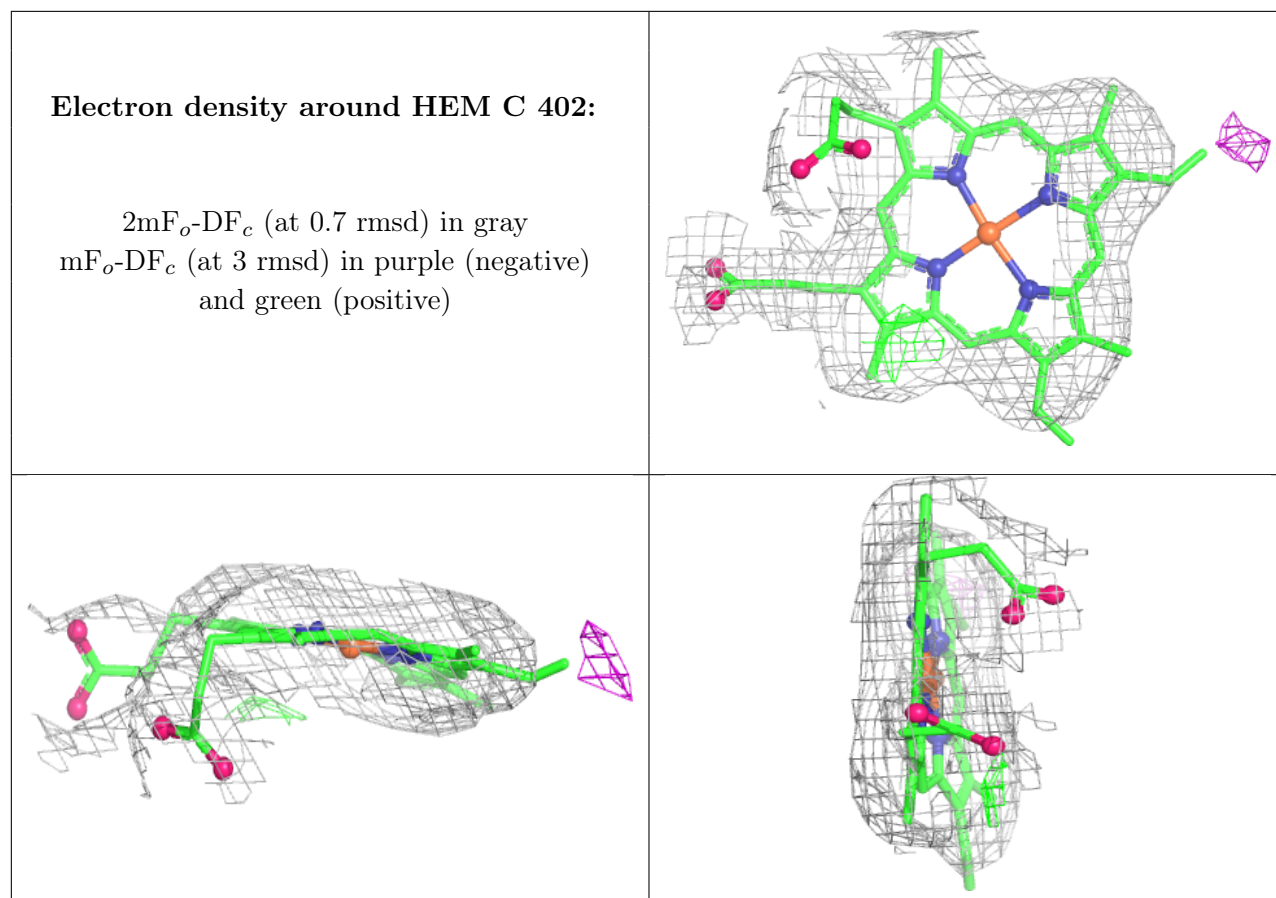 Electron density around HEM C 402:
2mFₒ-DF𝒸 (at 0.7 rmsd) in gray
mFₒ-DF𝒸 (at 3 rmsd) in purple (negative)
and green (positive)